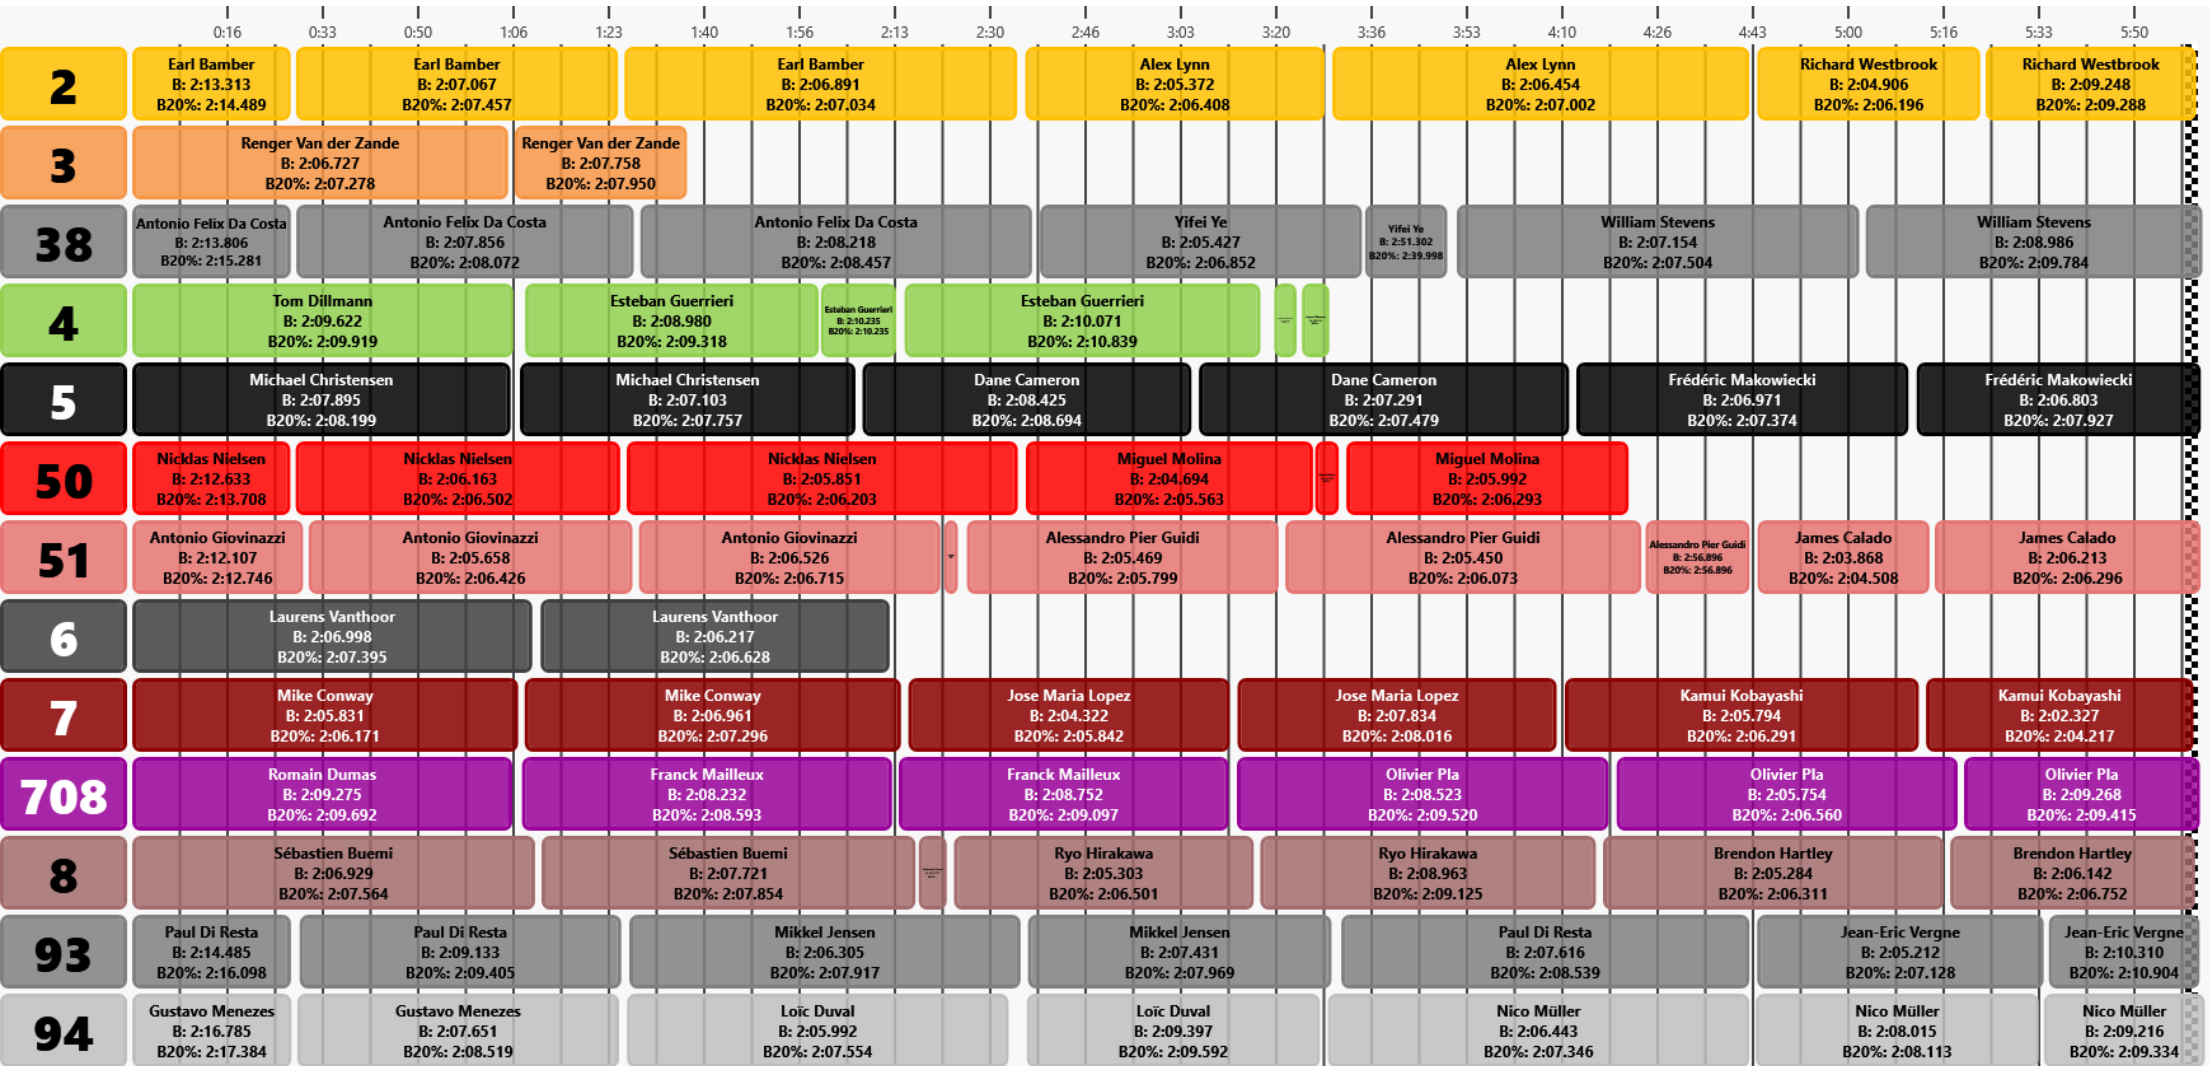 0:16 0:33 0:50 1:06 1:23 1:40 1:56 2:13 2:30 2:46 3:03 3:20 3:36 3:53 4:10 4:26 4:43 5:00 5:16 5:33 5:50
2
Earl Bamber
B: 2:13.313
B20%: 2:14.489
Earl Bamber
B: 2:07.067
B20%: 2:07.457
Earl Bamber
B: 2:06.891
B20%: 2:07.034
Alex Lynn
B: 2:05.372
B20%: 2:06.408
Alex Lynn
B: 2:06.454
B20%: 2:07.002
Richard Westbrook
B: 2:04.906
B20%: 2:06.196
Richard Westbrook
B: 2:09.248
B20%: 2:09.288
3
Renger Van der Zande
B: 2:06.727
B20%: 2:07.278
Renger Van der Zande
B: 2:07.758
B20%: 2:07.950
38
Antonio Felix Da Costa
B: 2:13.806
B20%: 2:15.281
Antonio Felix Da Costa
B: 2:07.856
B20%: 2:08.072
Antonio Felix Da Costa
B: 2:08.218
B20%: 2:08.457
Yifei Ye
B: 2:05.427
B20%: 2:06.852
Yifei Ye
B: 2:51.302
B20%: 2:39.998
William Stevens
B: 2:07.154
B20%: 2:07.504
William Stevens
B: 2:08.986
B20%: 2:09.784
4
Tom Dillmann
B: 2:09.622
B20%: 2:09.919
Esteban Guerrieri
B: 2:08.980
B20%: 2:09.318
Esteban Guerrieri
B: 2:10.235
B20%: 2:10.235
Esteban Guerrieri
B: 2:10.071
B20%: 2:10.839
5
Michael Christensen
B: 2:07.895
B20%: 2:08.199
Michael Christensen
B: 2:07.103
B20%: 2:07.757
Dane Cameron
B: 2:08.425
B20%: 2:08.694
Dane Cameron
B: 2:07.291
B20%: 2:07.479
Frédéric Makowiecki
B: 2:06.971
B20%: 2:07.374
Frédéric Makowiecki
B: 2:06.803
B20%: 2:07.927
50
Nicklas Nielsen
B: 2:12.633
B20%: 2:13.708
Nicklas Nielsen
B: 2:06.163
B20%: 2:06.502
Nicklas Nielsen
B: 2:05.851
B20%: 2:06.203
Miguel Molina
B: 2:04.694
B20%: 2:05.563
Miguel Molina
B: 2:05.992
B20%: 2:06.293
51
Antonio Giovinazzi
B: 2:12.107
B20%: 2:12.746
Antonio Giovinazzi
B: 2:05.658
B20%: 2:06.426
Antonio Giovinazzi
B: 2:06.526
B20%: 2:06.715
Alessandro Pier Guidi
B: 2:05.469
B20%: 2:05.799
Alessandro Pier Guidi
B: 2:05.450
B20%: 2:06.073
Alessandro Pier Guidi
B: 2:56.896
B20%: 2:56.896
James Calado
B: 2:03.868
B20%: 2:04.508
James Calado
B: 2:06.213
B20%: 2:06.296
6
Laurens Vanthoor
B: 2:06.998
B20%: 2:07.395
Laurens Vanthoor
B: 2:06.217
B20%: 2:06.628
7
Mike Conway
B: 2:05.831
B20%: 2:06.171
Mike Conway
B: 2:06.961
B20%: 2:07.296
Jose Maria Lopez
B: 2:04.322
B20%: 2:05.842
Jose Maria Lopez
B: 2:07.834
B20%: 2:08.016
Kamui Kobayashi
B: 2:05.794
B20%: 2:06.291
Kamui Kobayashi
B: 2:02.327
B20%: 2:04.217
708
Romain Dumas
B: 2:09.275
B20%: 2:09.692
Franck Mailleux
B: 2:08.232
B20%: 2:08.593
Franck Mailleux
B: 2:08.752
B20%: 2:09.097
Olivier Pla
B: 2:08.523
B20%: 2:09.520
Olivier Pla
B: 2:05.754
B20%: 2:06.560
Olivier Pla
B: 2:09.268
B20%: 2:09.415
8
Sébastien Buemi
B: 2:06.929
B20%: 2:07.564
Sébastien Buemi
B: 2:07.721
B20%: 2:07.854
Ryo Hirakawa
B: 2:05.303
B20%: 2:06.501
Ryo Hirakawa
B: 2:08.963
B20%: 2:09.125
Brendon Hartley
B: 2:05.284
B20%: 2:06.311
Brendon Hartley
B: 2:06.142
B20%: 2:06.752
93
Paul Di Resta
B: 2:14.485
B20%: 2:16.098
Paul Di Resta
B: 2:09.133
B20%: 2:09.405
Mikkel Jensen
B: 2:06.305
B20%: 2:07.917
Mikkel Jensen
B: 2:07.431
B20%: 2:07.969
Paul Di Resta
B: 2:07.616
B20%: 2:08.539
Jean-Eric Vergne
B: 2:05.212
B20%: 2:07.128
Jean-Eric Vergne
B: 2:10.310
B20%: 2:10.904
94
Gustavo Menezes
B: 2:16.785
B20%: 2:17.384
Gustavo Menezes
B: 2:07.651
B20%: 2:08.519
Loïc Duval
B: 2:05.992
B20%: 2:07.554
Loïc Duval
B: 2:09.397
B20%: 2:09.592
Nico Müller
B: 2:06.443
B20%: 2:07.346
Nico Müller
B: 2:08.015
B20%: 2:08.113
Nico Müller
B: 2:09.216
B20%: 2:09.334